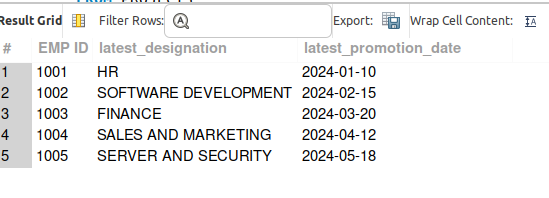 Result Grid Filter Rows: Export: Wrap Cell Content:
# EMP ID latest_designation latest_promotion_date
1 1001 HR 2024-01-10
2 1002 SOFTWARE DEVELOPMENT 2024-02-15
3 1003 FINANCE 2024-03-20
4 1004 SALES AND MARKETING 2024-04-12
5 1005 SERVER AND SECURITY 2024-05-18